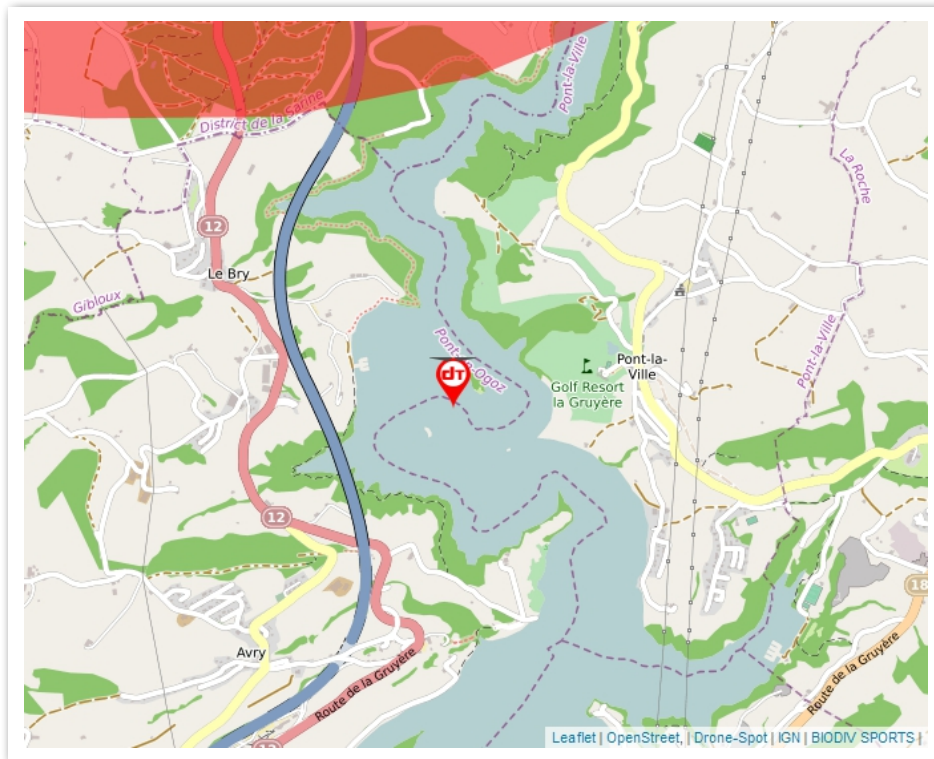 Pont-la-Ville
District de la Sarine
La Roche
12
Le Bry
Gibloux
Pont-en-Ogoz
dT
Pont-la-
Ville
Golf Resort
la Gruyère
Pont-la-Ville
12
18
Avry
Route de la Gruyère
Route de la Gruyère
12
Leaflet | OpenStreet, | Drone-Spot | IGN | BIODIV SPORTS |